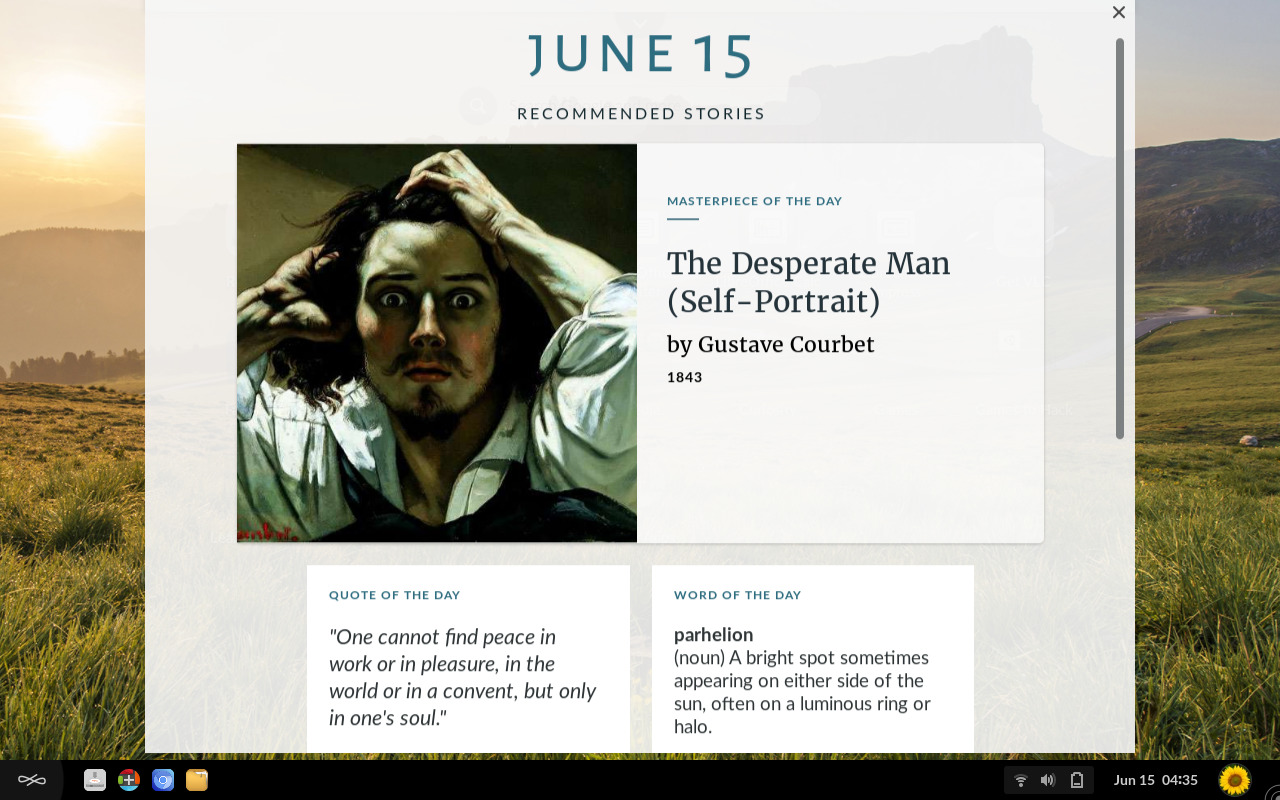 JUNE 15
RECOMMENDED STORIES
MASTERPIECE OF THE DAY
The Desperate Man
(Self-Portrait)
by Gustave Courbet
1843
QUOTE OF THE DAY
"One cannot find peace in
work or in pleasure, in the
world or in a convent, but only
in one's soul."
WORD OF THE DAY
parhelion
(noun) A bright spot sometimes
appearing on either side of the
sun, often on a luminous ring or
halo.
Jun 15 04:35